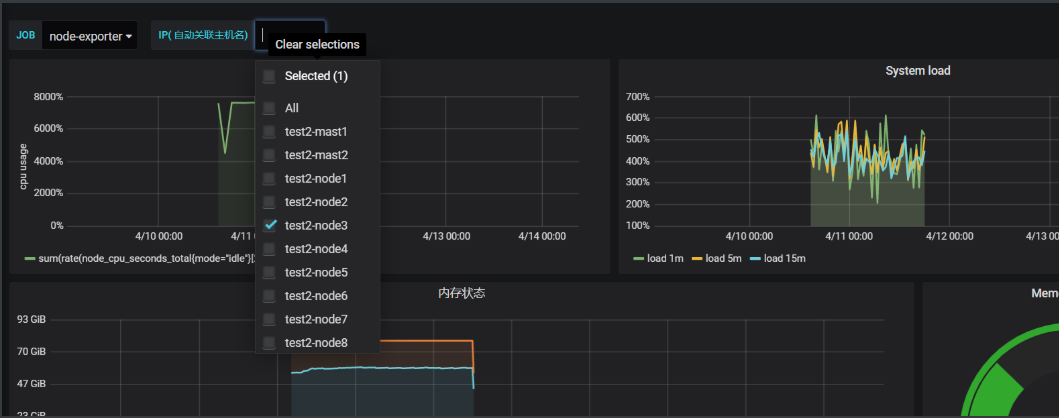 JOB node-exporter IP( 自动关联主机名)
Clear selections
Selected (1)
All
test2-mast1
test2-mast2
test2-node1
test2-node2
test2-node3
test2-node4
test2-node5
test2-node6
test2-node7
test2-node8
8000%
6000%
4000%
2000%
0%
cpu usage
4/10 00:00 4/11 4/13 00:00 4/14 00:00
sum(rate(node_cpu_seconds_total{mode="idle"}[
System load
700%
600%
500%
400%
300%
200%
100%
4/10 00:00 4/11 00:00 4/12 00:00 4/13 0
load 1m load 5m load 15m
内存状态
93 GiB
70 GiB
47 GiB
23 GiB
Mem